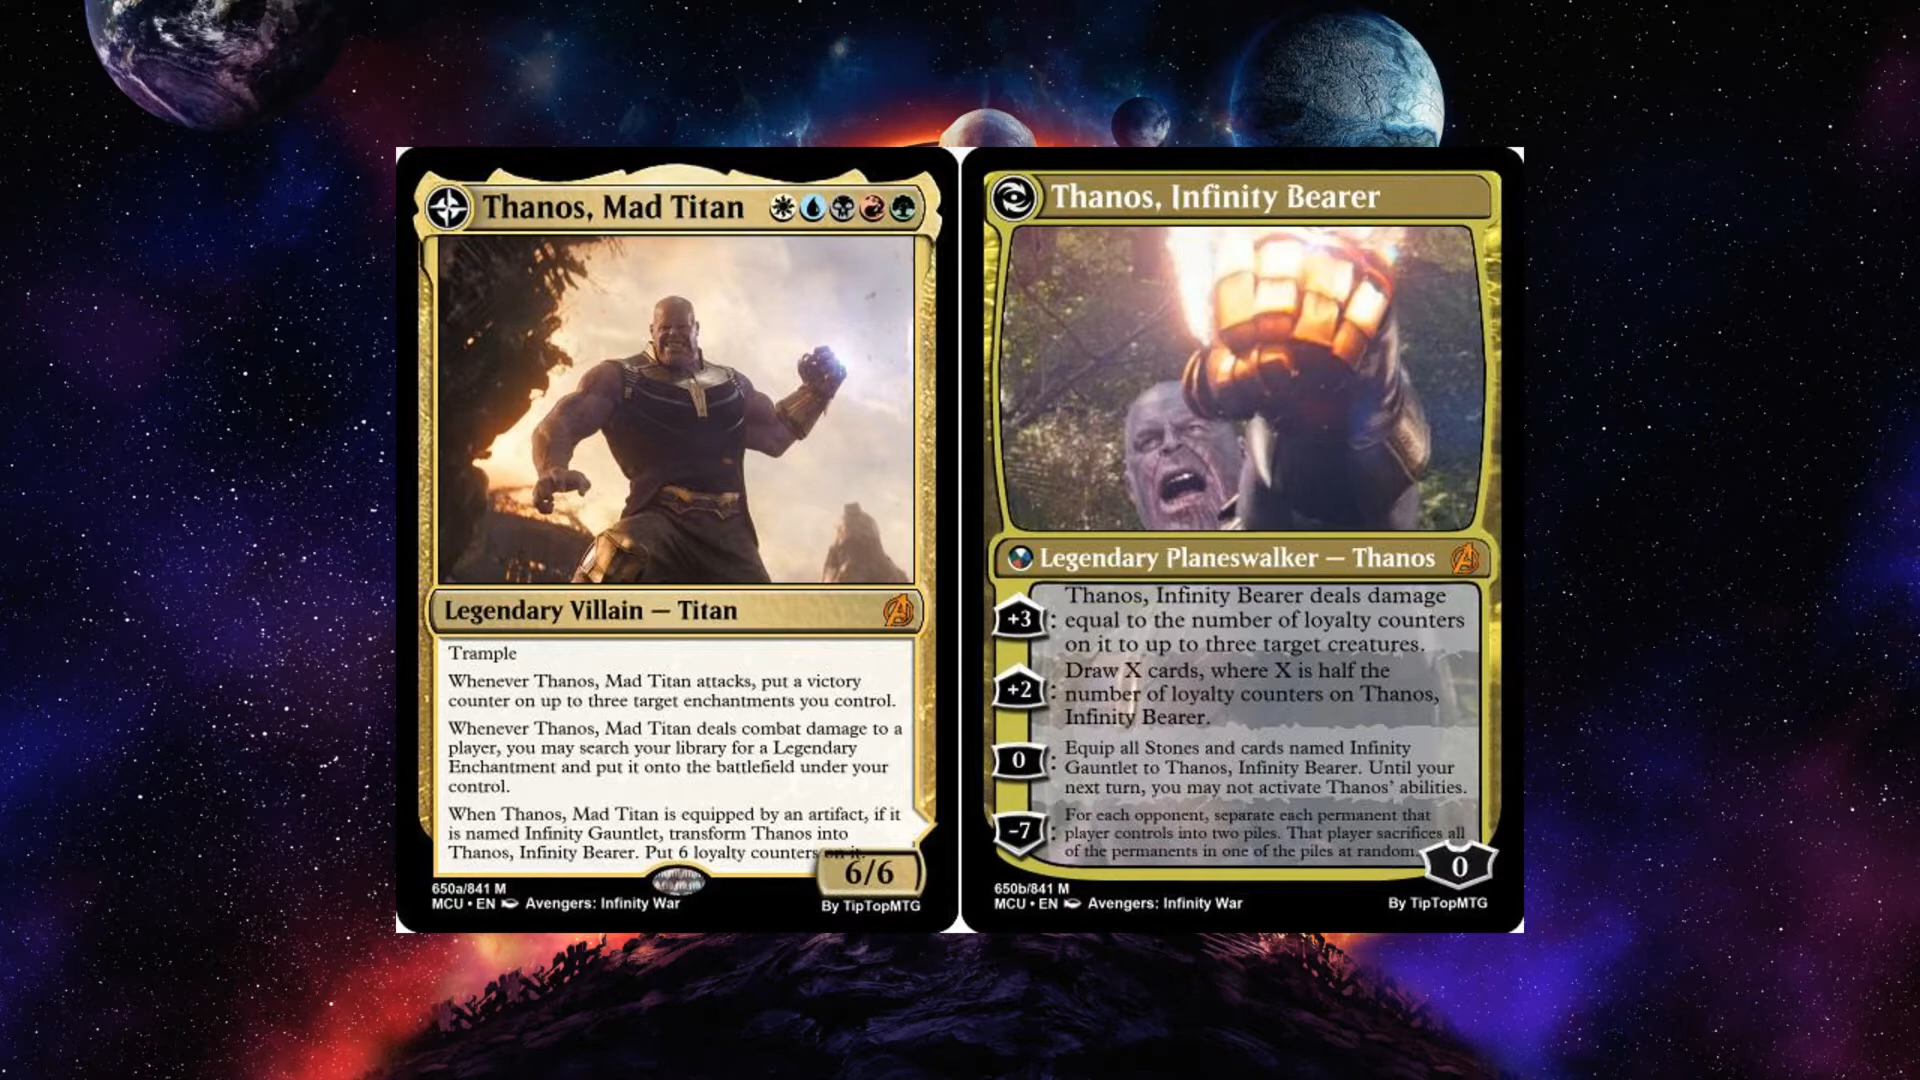 Thanos, Mad Titan
Legendary Villain — Titan
Trample
Whenever Thanos, Mad Titan attacks, put a victory
counter on up to three target enchantments you control.
Whenever Thanos, Mad Titan deals combat damage to a
player, you may search your library for a Legendary
Enchantment and put it onto the battlefield under your
control.
When Thanos, Mad Titan is equipped by an artifact, if it
is named Infinity Gauntlet, transform Thanos into
Thanos, Infinity Bearer. Put 6 loyalty counters on it.
6/6
650a/841 M
MCU • EN Avengers: Infinity War
By TipTopMTG
Thanos, Infinity Bearer
Legendary Planeswalker — Thanos
Thanos, Infinity Bearer deals damage
+3 : equal to the number of loyalty counters
on it to up to three target creatures.
Draw X cards, where X is half the
+2 : number of loyalty counters on Thanos,
Infinity Bearer.
Equip all Stones and cards named Infinity
0 : Gauntlet to Thanos, Infinity Bearer. Until your
next turn, you may not activate Thanos' abilities.
For each opponent, separate each permanent that
-7 : player controls into two piles. That player sacrifices all
of the permanents in one of the piles at random.
0
650b/841 M
MCU • EN Avengers: Infinity War
By TipTopMTG